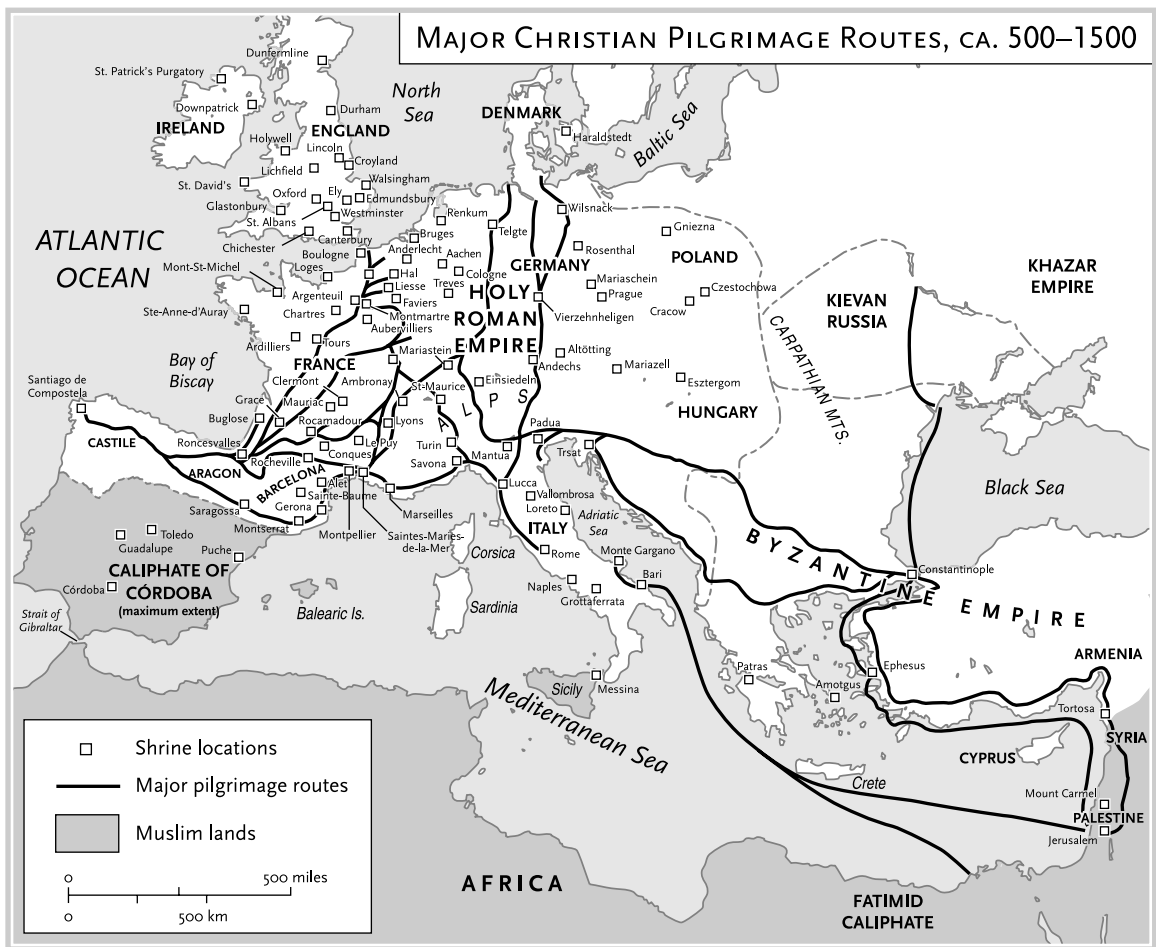 MAJOR CHRISTIAN PILGRIMAGE ROUTES, CA. 500–1500
Dunfermline
St. Patrick's Purgatory
North
Sea
Downpatrick
IRELAND
Durham
ENGLAND
DENMARK
Haraldstedt
Baltic Sea
Holywell
Lincoln
Croyland
Lichfield
Walsingham
St. David's
Oxford
Ely
Edmundsbury
Glastonbury
St. Albans
Westminster
Chichester
Canterbury
ATLANTIC
OCEAN
Renkum
Telgte
Wilsnack
Gniezna
Bruges
Rosenthal
POLAND
Boulogne
Anderlecht
Aachen
Loges
Mont-St-Michel
Cologne
GERMANY
Hal
Treves
HOLY
ROMAN
EMPIRE
Mariaschein
Prague
Czestochowa
Cracow
KHAZAR
EMPIRE
KIEVAN
RUSSIA
Liesse
Argenteuil
Faviers
Chartres
Montmartre
Ste-Anne-d'Auray
Aubervilliers
Vierzehnheligen
CARPATHIAN MTS.
Ardilliers
Tours
Mariastein
Altötting
Bay of
Biscay
FRANCE
Andechs
Mariazell
Santiago de
Compostela
Clermont
Ambronay
St-Maurice
Einsiedeln
Esztergom
Grace
Mauriac
ALPS
HUNGARY
Buglose
Rocamadour
Lyons
Roncesvalles
Le Puy
Turin
Padua
CASTILE
Rocheville
Conques
Mantua
Trsat
ARAGON
Savona
BARCELONA
Alet
Lucca
Black Sea
Sainte-Baume
Vallombrosa
Saragossa
Gerona
Marseilles
Loreto
Adriatic
Sea
Montserrat
Montpellier
Saintes-Maries-
de-la-Mer
ITALY
Toledo
Guadalupe
Corsica
Rome
Monte Gargano
BYZANTINE EMPIRE
Constantinople
Puche
CALIPHATE OF
CÓRDOBA
(maximum extent)
Bari
Naples
Córdoba
Balearic Is.
Sardinia
Grottaferrata
Strait of
Gibraltar
ARMENIA
Patras
Ephesus
Amotgus
Sicily
Messina
Tortosa
SYRIA
Mediterranean Sea
CYPRUS
Crete
Mount Carmel
PALESTINE
Jerusalem
AFRICA
FATIMID
CALIPHATE
Shrine locations
Major pilgrimage routes
Muslim lands
0
500 miles
0
500 km